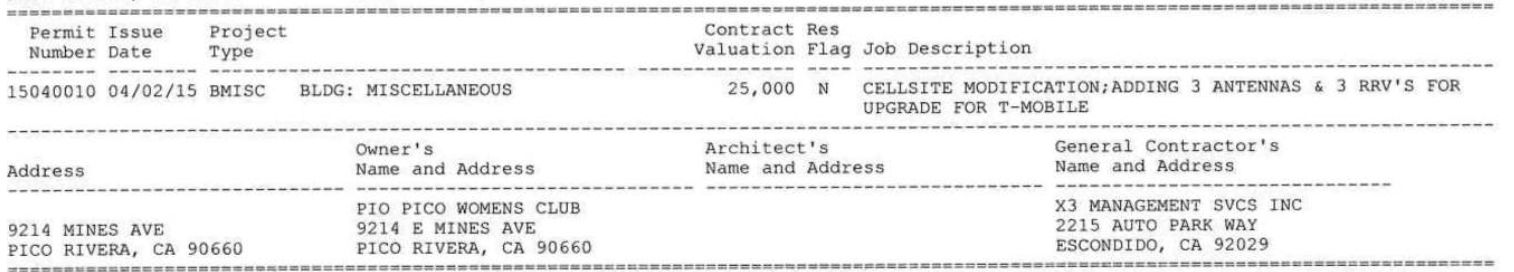 Permit Issue Project Contract Res
Number Date Type Valuation Flag Job Description
15040010 04/02/15 BMISC BLDG: MISCELLANEOUS 25,000 N CELLSITE MODIFICATION;ADDING 3 ANTENNAS & 3 RRV'S FOR
UPGRADE FOR T-MOBILE
Owner's Architect's General Contractor's
Address Name and Address Name and Address Name and Address
PIO PICO WOMENS CLUB X3 MANAGEMENT SVCS INC
9214 MINES AVE 9214 E MINES AVE 2215 AUTO PARK WAY
PICO RIVERA, CA 90660 PICO RIVERA, CA 90660 ESCONDIDO, CA 92029